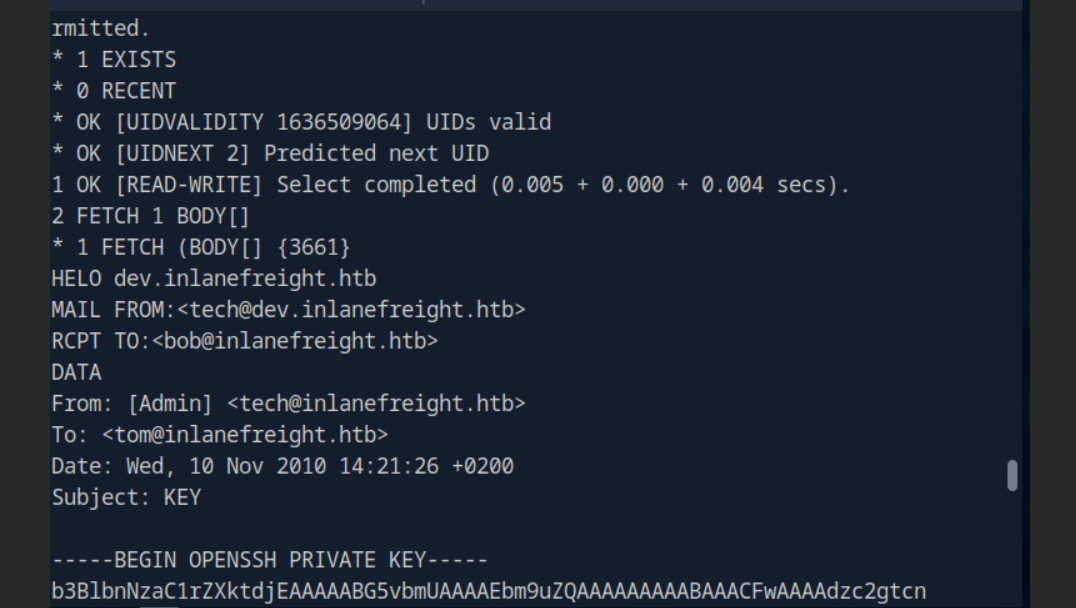 rmitted.
* 1 EXISTS
* 0 RECENT
* OK [UIDVALIDITY 1636509064] UIDs valid
* OK [UIDNEXT 2] Predicted next UID
1 OK [READ-WRITE] Select completed (0.005 + 0.000 + 0.004 secs).
2 FETCH 1 BODY[]
* 1 FETCH (BODY[] {3661}
HELO dev.inlanefreight.htb
MAIL FROM:<tech@dev.inlanefreight.htb>
RCPT TO:<bob@inlanefreight.htb>
DATA
From: [Admin] <tech@inlanefreight.htb>
To: <tom@inlanefreight.htb>
Date: Wed, 10 Nov 2010 14:21:26 +0200
Subject: KEY
-----BEGIN OPENSSH PRIVATE KEY-----
b3BlbnNzaC1rZXktdjEAAAAABG5vbmUAAAAEbm9uZQAAAAAAAAABAAACFwAAAAdzc2gtcn